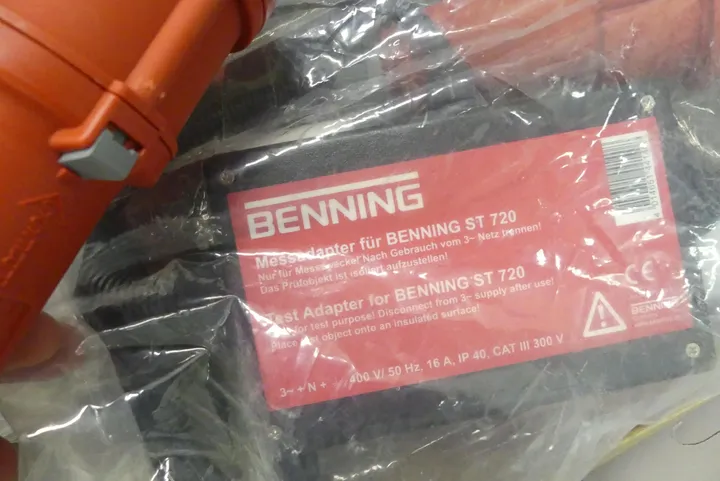 BENNING
Messadapter für BENNING ST 720
Nur für Messzwecke! Nach Gebrauch vom 3~ Netz trennen!
Das Prüfobjekt ist isoliert aufzustellen!
Test Adapter for BENNING ST 720
for test purpose! Disconnect from 3~ supply after use!
Place test object onto an insulated surface!
3~ + N + 400 V/ 50 Hz, 16 A, IP 40, CAT III 300 V
CE
BENNING